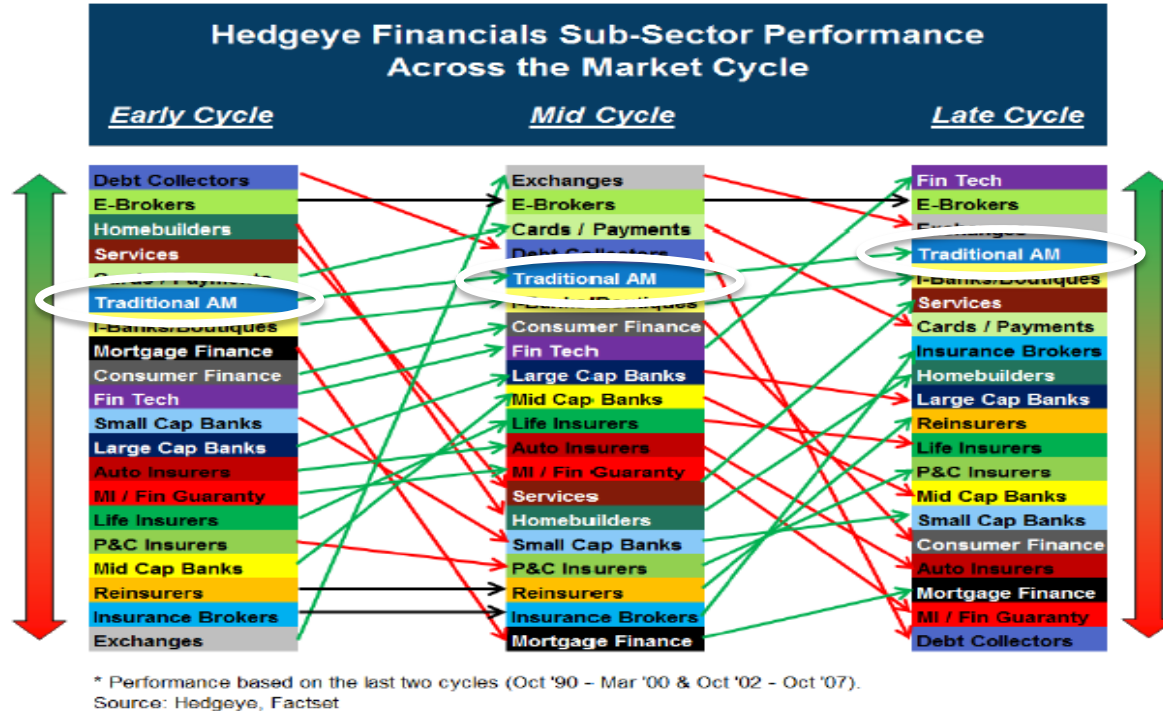 Hedgeye Financials Sub-Sector Performance
Across the Market Cycle
Early Cycle
Mid Cycle
Late Cycle
Debt Collectors
E-Brokers
Homebuilders
Services
Cards / Payments
Traditional AM
I-Banks/Boutiques
Mortgage Finance
Consumer Finance
Fin Tech
Small Cap Banks
Large Cap Banks
Auto Insurers
MI / Fin Guaranty
Life Insurers
P&C Insurers
Mid Cap Banks
Reinsurers
Insurance Brokers
Exchanges
Exchanges
E-Brokers
Cards / Payments
Debt Collectors
Traditional AM
I-Banks/Boutiques
Consumer Finance
Fin Tech
Large Cap Banks
Mid Cap Banks
Life Insurers
Auto Insurers
MI / Fin Guaranty
Services
Homebuilders
Small Cap Banks
P&C Insurers
Reinsurers
Insurance Brokers
Mortgage Finance
Fin Tech
E-Brokers
Exchanges
Traditional AM
I-Banks/Boutiques
Services
Cards / Payments
Insurance Brokers
Homebuilders
Large Cap Banks
Reinsurers
Life Insurers
P&C Insurers
Mid Cap Banks
Small Cap Banks
Consumer Finance
Auto Insurers
Mortgage Finance
MI / Fin Guaranty
Debt Collectors
* Performance based on the last two cycles (Oct '90 - Mar '00 & Oct '02 - Oct '07).
Source: Hedgeye, Factset